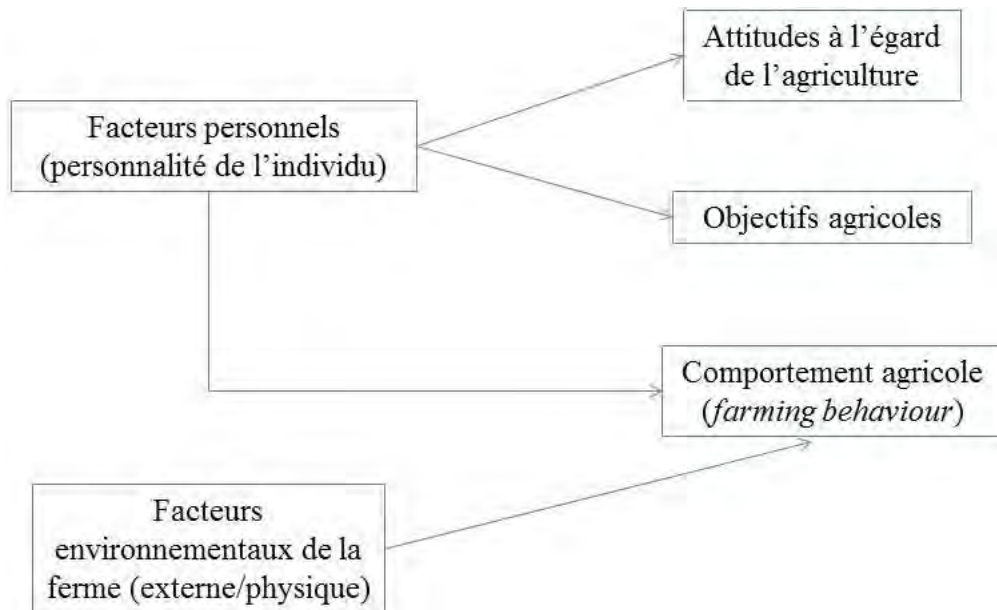 Attitudes à l’égard
de l’agriculture
Facteurs personnels
(personnalité de l’individu)
Objectifs agricoles
Comportement agricole
(farming behaviour)
Facteurs
environnementaux de la
ferme (externe/physique)